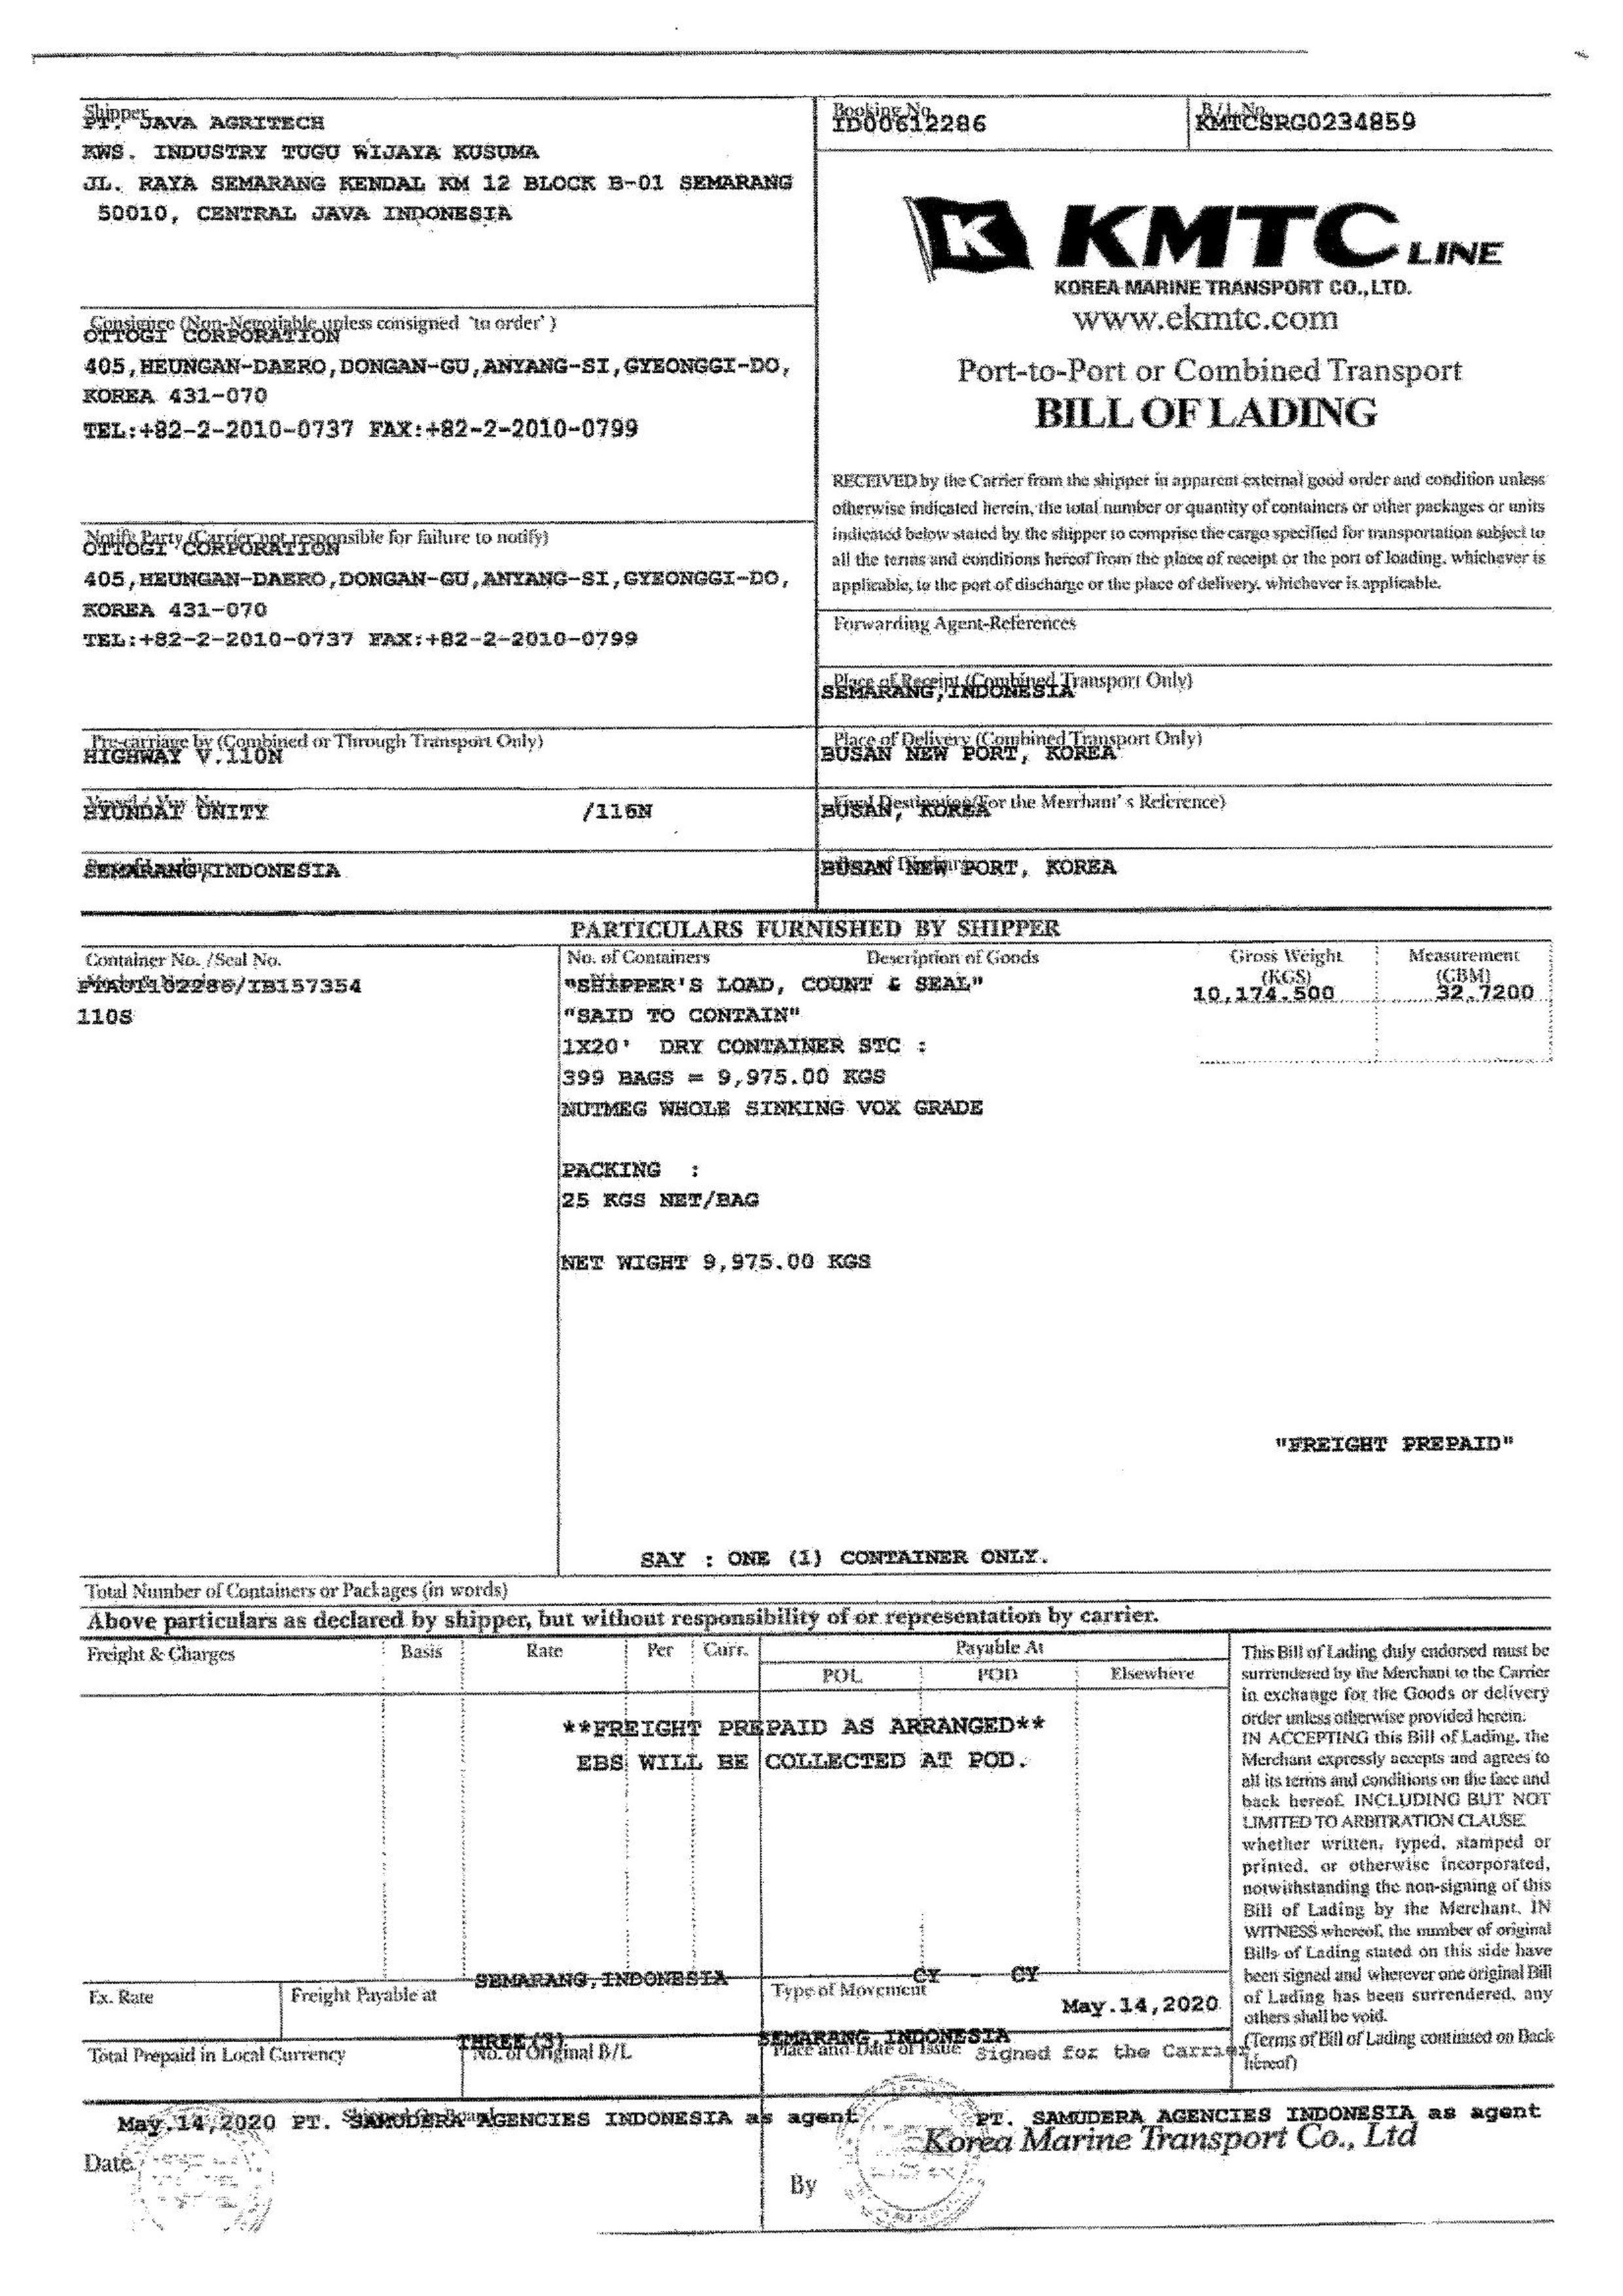 Shipper
PT. JAVA AGRITECH
KWS. INDUSTRY TUGU WIJAYA KUSUMA
JL. RAYA SEMARANG KENDAL KM 12 BLOCK B-01 SEMARANG
50010, CENTRAL JAVA INDONESIA
Booking No.
ID00612286
B/L No.
KMTCSRG0234859
K KMTC LINE
KOREA MARINE TRANSPORT CO.,LTD.
www.ekmtc.com
Port-to-Port or Combined Transport
BILL OF LADING
Consignee (Non-Negotiable unless consigned 'to order')
OTTOGI CORPORATION
405,HEUNGAN-DAERO,DONGAN-GU,ANYANG-SI,GYEONGGI-DO,
KOREA 431-070
TEL:+82-2-2010-0737 FAX:+82-2-2010-0799
RECEIVED by the Carrier from the shipper in apparent external good order and condition unless
otherwise indicated herein, the total number or quantity of containers or other packages or units
indicated below stated by the shipper to comprise the cargo specified for transportation subject to
all the terms and conditions hereof from the place of receipt or the port of loading, whichever is
applicable, to the port of discharge or the place of delivery, whichever is applicable.
Notify Party (Carrier not responsible for failure to notify)
OTTOGI CORPORATION
405,HEUNGAN-DAERO,DONGAN-GU,ANYANG-SI,GYEONGGI-DO,
KOREA 431-070
TEL:+82-2-2010-0737 FAX:+82-2-2010-0799
Forwarding Agent-References
Place of Receipt (Combined Transport Only)
SEMARANG,INDONESIA
Pre-carriage by (Combined or Through Transport Only)
HIGHWAY V.110N
Place of Delivery (Combined Transport Only)
BUSAN NEW PORT, KOREA
Vessel / Voy No.
HYUNDAI UNITY /116N
Final Destination(For the Merchant's Reference)
BUSAN, KOREA
SEMARANG,INDONESIA
BUSAN NEW PORT, KOREA
PARTICULARS FURNISHED BY SHIPPER
Container No. /Seal No.
No. of Containers
Description of Goods
Gross Weight
(KGS)
Measurement
(CBM)
/IB157354
110S
"SHIPPER'S LOAD, COUNT & SEAL"
10,174.500
32.7200
"SAID TO CONTAIN"
1X20' DRY CONTAINER STC :
399 BAGS = 9,975.00 KGS
NUTMEG WHOLE SINKING VOX GRADE
PACKING :
25 KGS NET/BAG
NET WIGHT 9,975.00 KGS
"FREIGHT PREPAID"
SAY : ONE (1) CONTAINER ONLY.
Total Number of Containers or Packages (in words)
Above particulars as declared by shipper, but without responsibility of or representation by carrier.
Freight & Charges
Basis
Rate
Per
Curr.
Payable At
POL
POD
Elsewhere
**FREIGHT PREPAID AS ARRANGED**
EBS WILL BE COLLECTED AT POD.
This Bill of Lading duly endorsed must be
surrendered by the Merchant to the Carrier
in exchange for the Goods or delivery
order unless otherwise provided herein.
IN ACCEPTING this Bill of Lading, the
Merchant expressly accepts and agrees to
all its terms and conditions on the face and
back hereof. INCLUDING BUT NOT
LIMITED TO ARBITRATION CLAUSE.
whether written, typed, stamped or
printed, or otherwise incorporated,
notwithstanding the non-signing of this
Bill of Lading by the Merchant. IN
WITNESS whereof, the number of original
Bills of Lading stated on this side have
been signed and wherever one original Bill
of Lading has been surrendered, any
others shall be void.
(Terms of Bill of Lading continued on Back
hereof)
Ex. Rate
Freight Payable at
SEMARANG,INDONESIA
Type of Movement
CY - CY
May.14,2020
Total Prepaid in Local Currency
THREE(3)
No. of Original B/L
SEMARANG,INDONESIA
Place and Date of Issue
Signed for the Carrier
May.14,2020 PT. SAMUDERA AGENCIES INDONESIA as agent
Date
PT. SAMUDERA AGENCIES INDONESIA as agent
Korea Marine Transport Co., Ltd
By